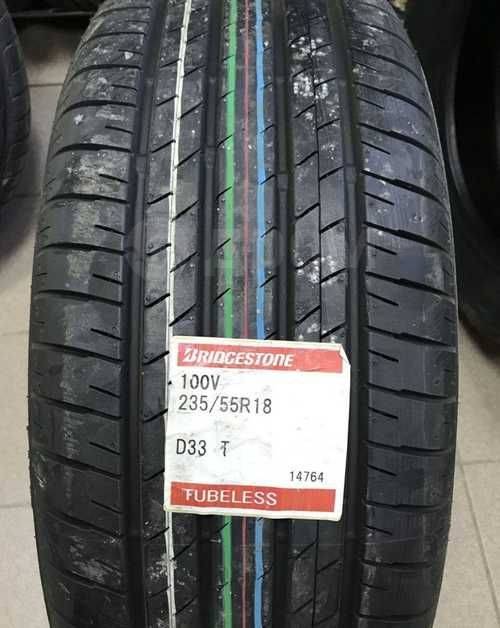 BRIDGESTONE
100V
235/55R18
D33 T
14764
TUBELESS